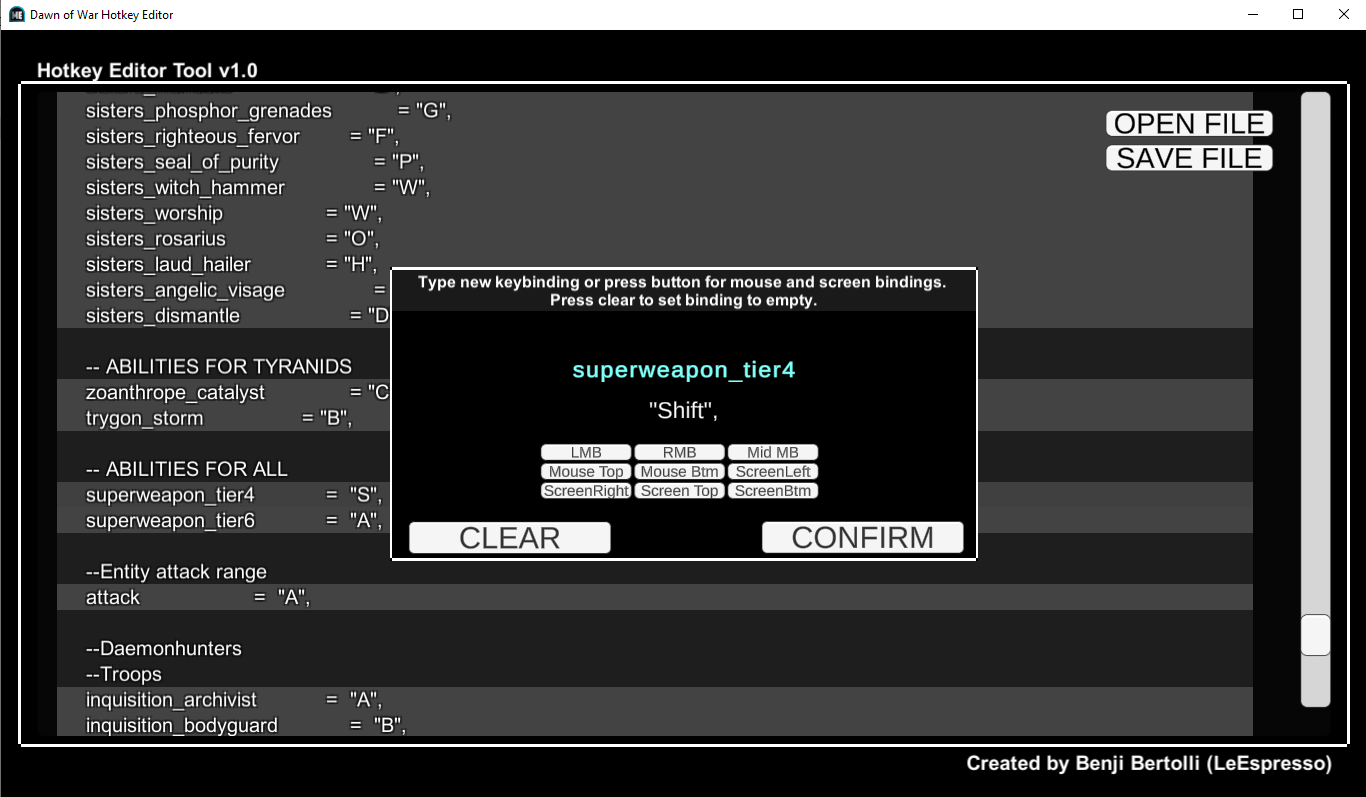 Dawn of War Hotkey Editor
Hotkey Editor Tool v1.0
sisters_phosphor_grenades = "G",
sisters_righteous_fervor = "F",
sisters_seal_of_purity = "P",
sisters_witch_hammer = "W",
sisters_worship = "W",
sisters_rosarius = "O",
sisters_laud_hailer = "H",
sisters_angelic_visage =
sisters_dismantle = "D
-- ABILITIES FOR TYRANIDS
zoanthrope_catalyst = "C
trygon_storm = "B",
-- ABILITIES FOR ALL
superweapon_tier4 = "S",
superweapon_tier6 = "A",
--Entity attack range
attack = "A",
--Daemonhunters
--Troops
inquisition_archivist = "A",
inquisition_bodyguard = "B",
OPEN FILE
SAVE FILE
Type new keybinding or press button for mouse and screen bindings.
Press clear to set binding to empty.
superweapon_tier4
"Shift",
LMB RMB Mid MB
Mouse Top Mouse Btm ScreenLeft
ScreenRight Screen Top ScreenBtm
CLEAR CONFIRM
Created by Benji Bertolli (LeEspresso)